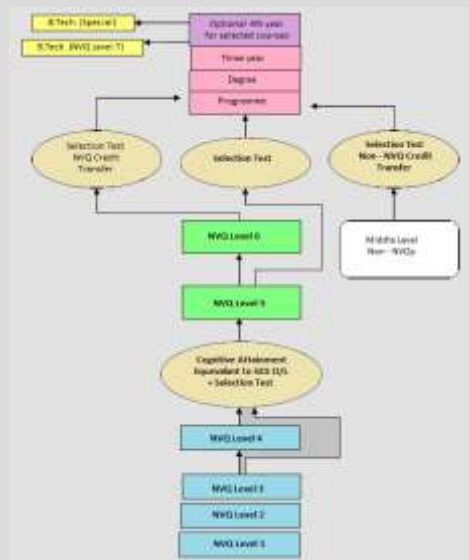 B.Tech. (Special)
B.Tech (NVQ Level 7)
Optional 4th year
for selected courses
Three year
Degree
Programme
Selection Test
NVQ Credit
Transfer
Selection Test
Selection Test
Non - NVQ Credit
Transfer
NVQ Level 6
Middle Level
Non - NVQs
NVQ Level 5
Cognitive Attainment
Equivalent to GCE O/L
+ Selection Test
NVQ Level 4
NVQ Level 3
NVQ Level 2
NVQ Level 1